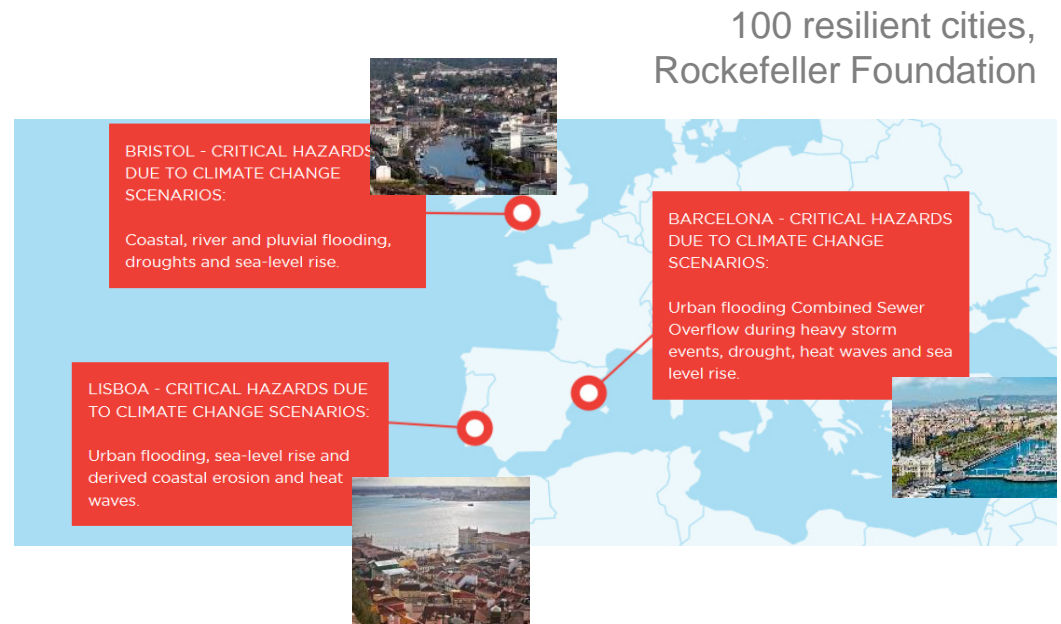 100 resilient cities,
Rockefeller Foundation
BRISTOL - CRITICAL HAZARDS
DUE TO CLIMATE CHANGE
SCENARIOS:
Coastal, river and pluvial flooding,
droughts and sea-level rise.
BARCELONA - CRITICAL HAZARDS
DUE TO CLIMATE CHANGE
SCENARIOS:
Urban flooding Combined Sewer
Overflow during heavy storm
events, drought, heat waves and sea
level rise.
LISBOA - CRITICAL HAZARDS DUE
TO CLIMATE CHANGE SCENARIOS:
Urban flooding, sea-level rise and
derived coastal erosion and heat
waves.